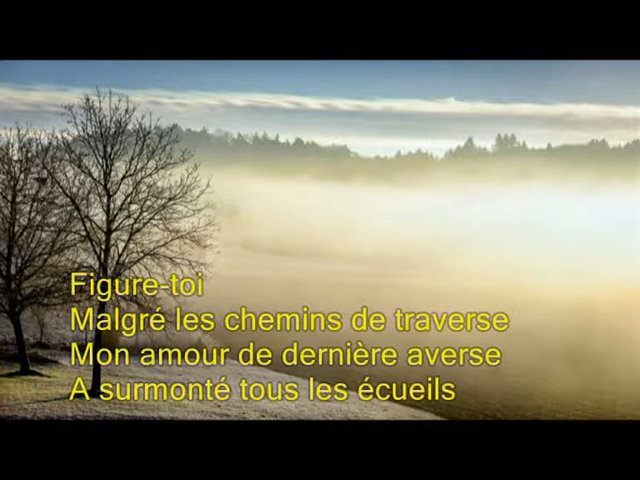 Figure-toi
Malgré les chemins de traverse
Mon amour de dernière averse
A surmonté tous les écueils